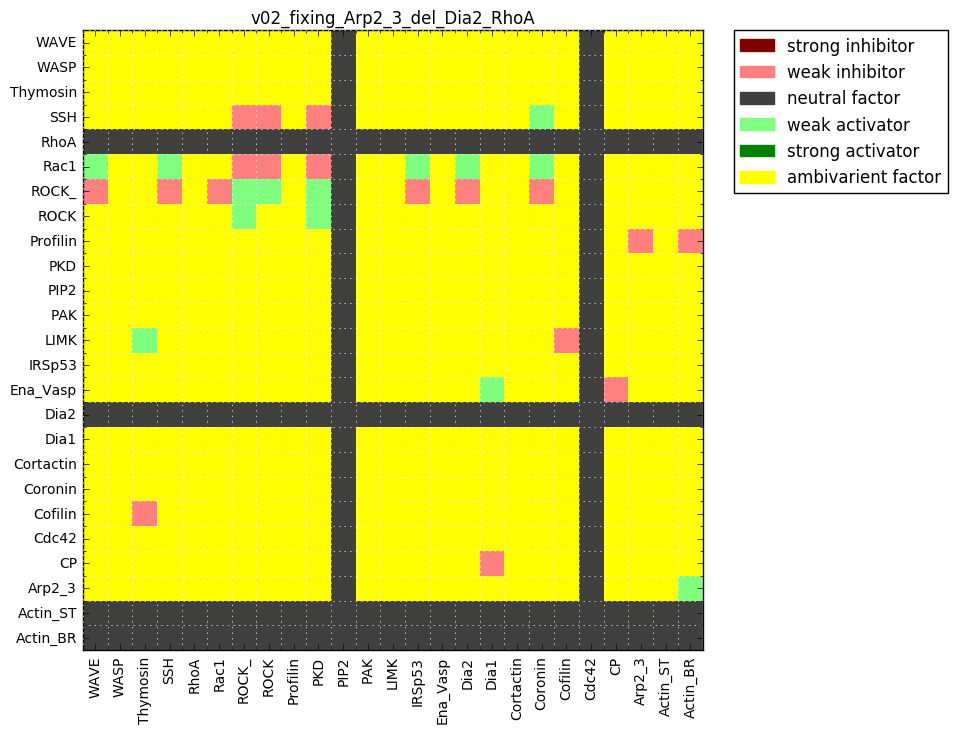 v02_fixing_Arp2_3_del_Dia2_RhoA
strong inhibitor
weak inhibitor
neutral factor
weak activator
strong activator
ambivarient factor
WAVE
WASP
Thymosin
SSH
RhoA
Rac1
ROCK_
ROCK
Profilin
PKD
PIP2
PAK
LIMK
IRSp53
Ena_Vasp
Dia2
Dia1
Cortactin
Coronin
Cofilin
Cdc42
CP
Arp2_3
Actin_ST
Actin_BR
WAVE
WASP
Thymosin
SSH
RhoA
Rac1
ROCK_
ROCK
Profilin
PKD
PIP2
PAK
LIMK
IRSp53
Ena_Vasp
Dia2
Dia1
Cortactin
Coronin
Cofilin
Cdc42
CP
Arp2_3
Actin_ST
Actin_BR